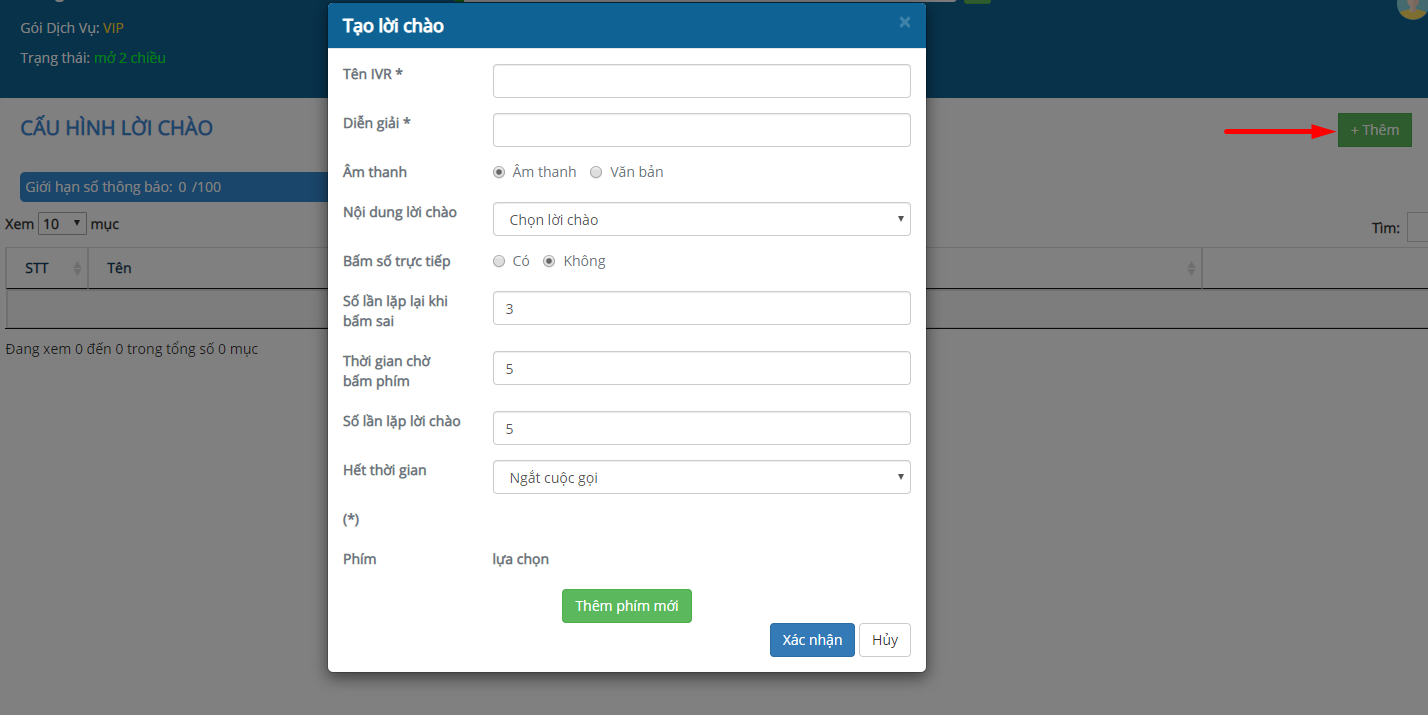 Gói Dịch Vụ: VIP
Trạng thái: mở 2 chiều
CẤU HÌNH LỜI CHÀO
+ Thêm
Giới hạn số thông báo: 0 /100
Xem 10 mục
Tìm:
STT Tên
Đang xem 0 đến 0 trong tổng số 0 mục
Tạo lời chào ×
Tên IVR *
Diễn giải *
Âm thanh Âm thanh Văn bản
Nội dung lời chào Chọn lời chào
Bấm số trực tiếp Có Không
Số lần lặp lại khi
bấm sai
3
Thời gian chờ
bấm phím
5
Số lần lặp lời chào 5
Hết thời gian Ngắt cuộc gọi
(*)
Phím lựa chọn
Thêm phím mới
Xác nhận Hủy